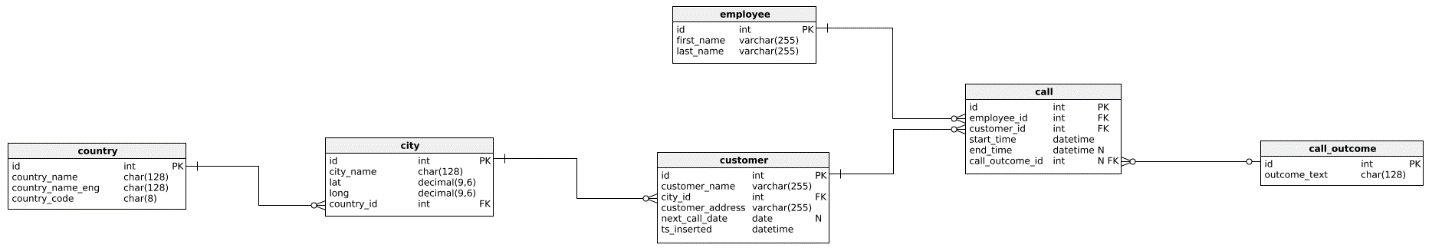 employee
id int PK
first_name varchar(255)
last_name varchar(255)
call
id int PK
employee_id int FK
customer_id int FK
start_time datetime
end_time datetime N
call_outcome_id int N FK
country
id int PK
country_name char(128)
country_name_eng char(128)
country_code char(8)
city
id int PK
city_name char(128)
lat decimal(9,6)
long decimal(9,6)
country_id int FK
customer
id int PK
customer_name varchar(255)
city_id int FK
customer_address varchar(255)
next_call_date date N
ts_inserted datetime
call_outcome
id int PK
outcome_text char(128)